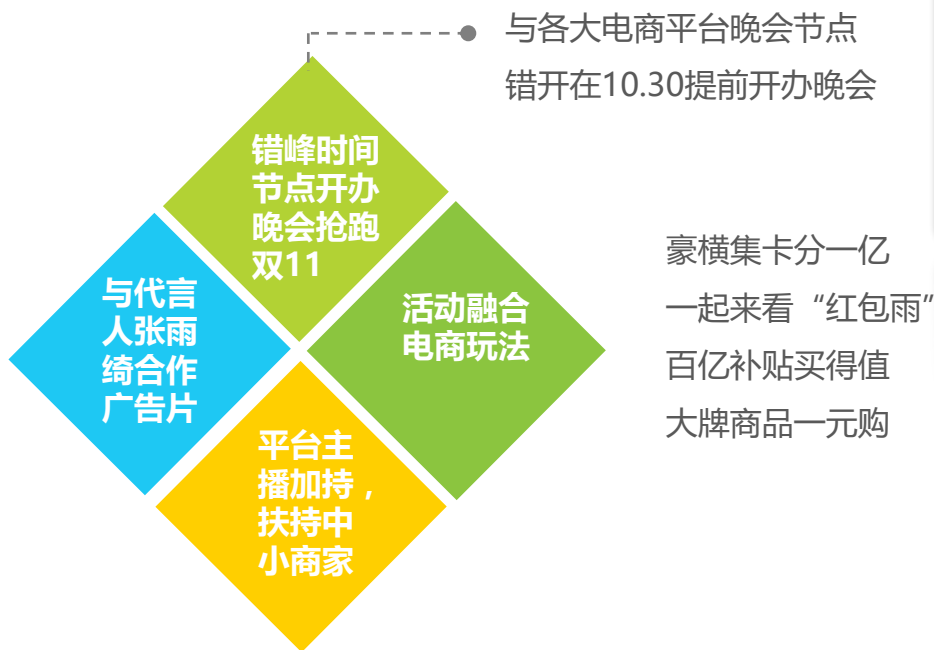 与各大电商平台晚会节点
错开在10.30提前开办晚会
错峰时间
节点开办
晚会抢跑
双11
与代言
人张雨
绮合作
广告片
活动融合
电商玩法
平台主
播加持，
扶持中
小商家
豪横集卡分一亿
一起来看“红包雨”
百亿补贴买得值
大牌商品一元购